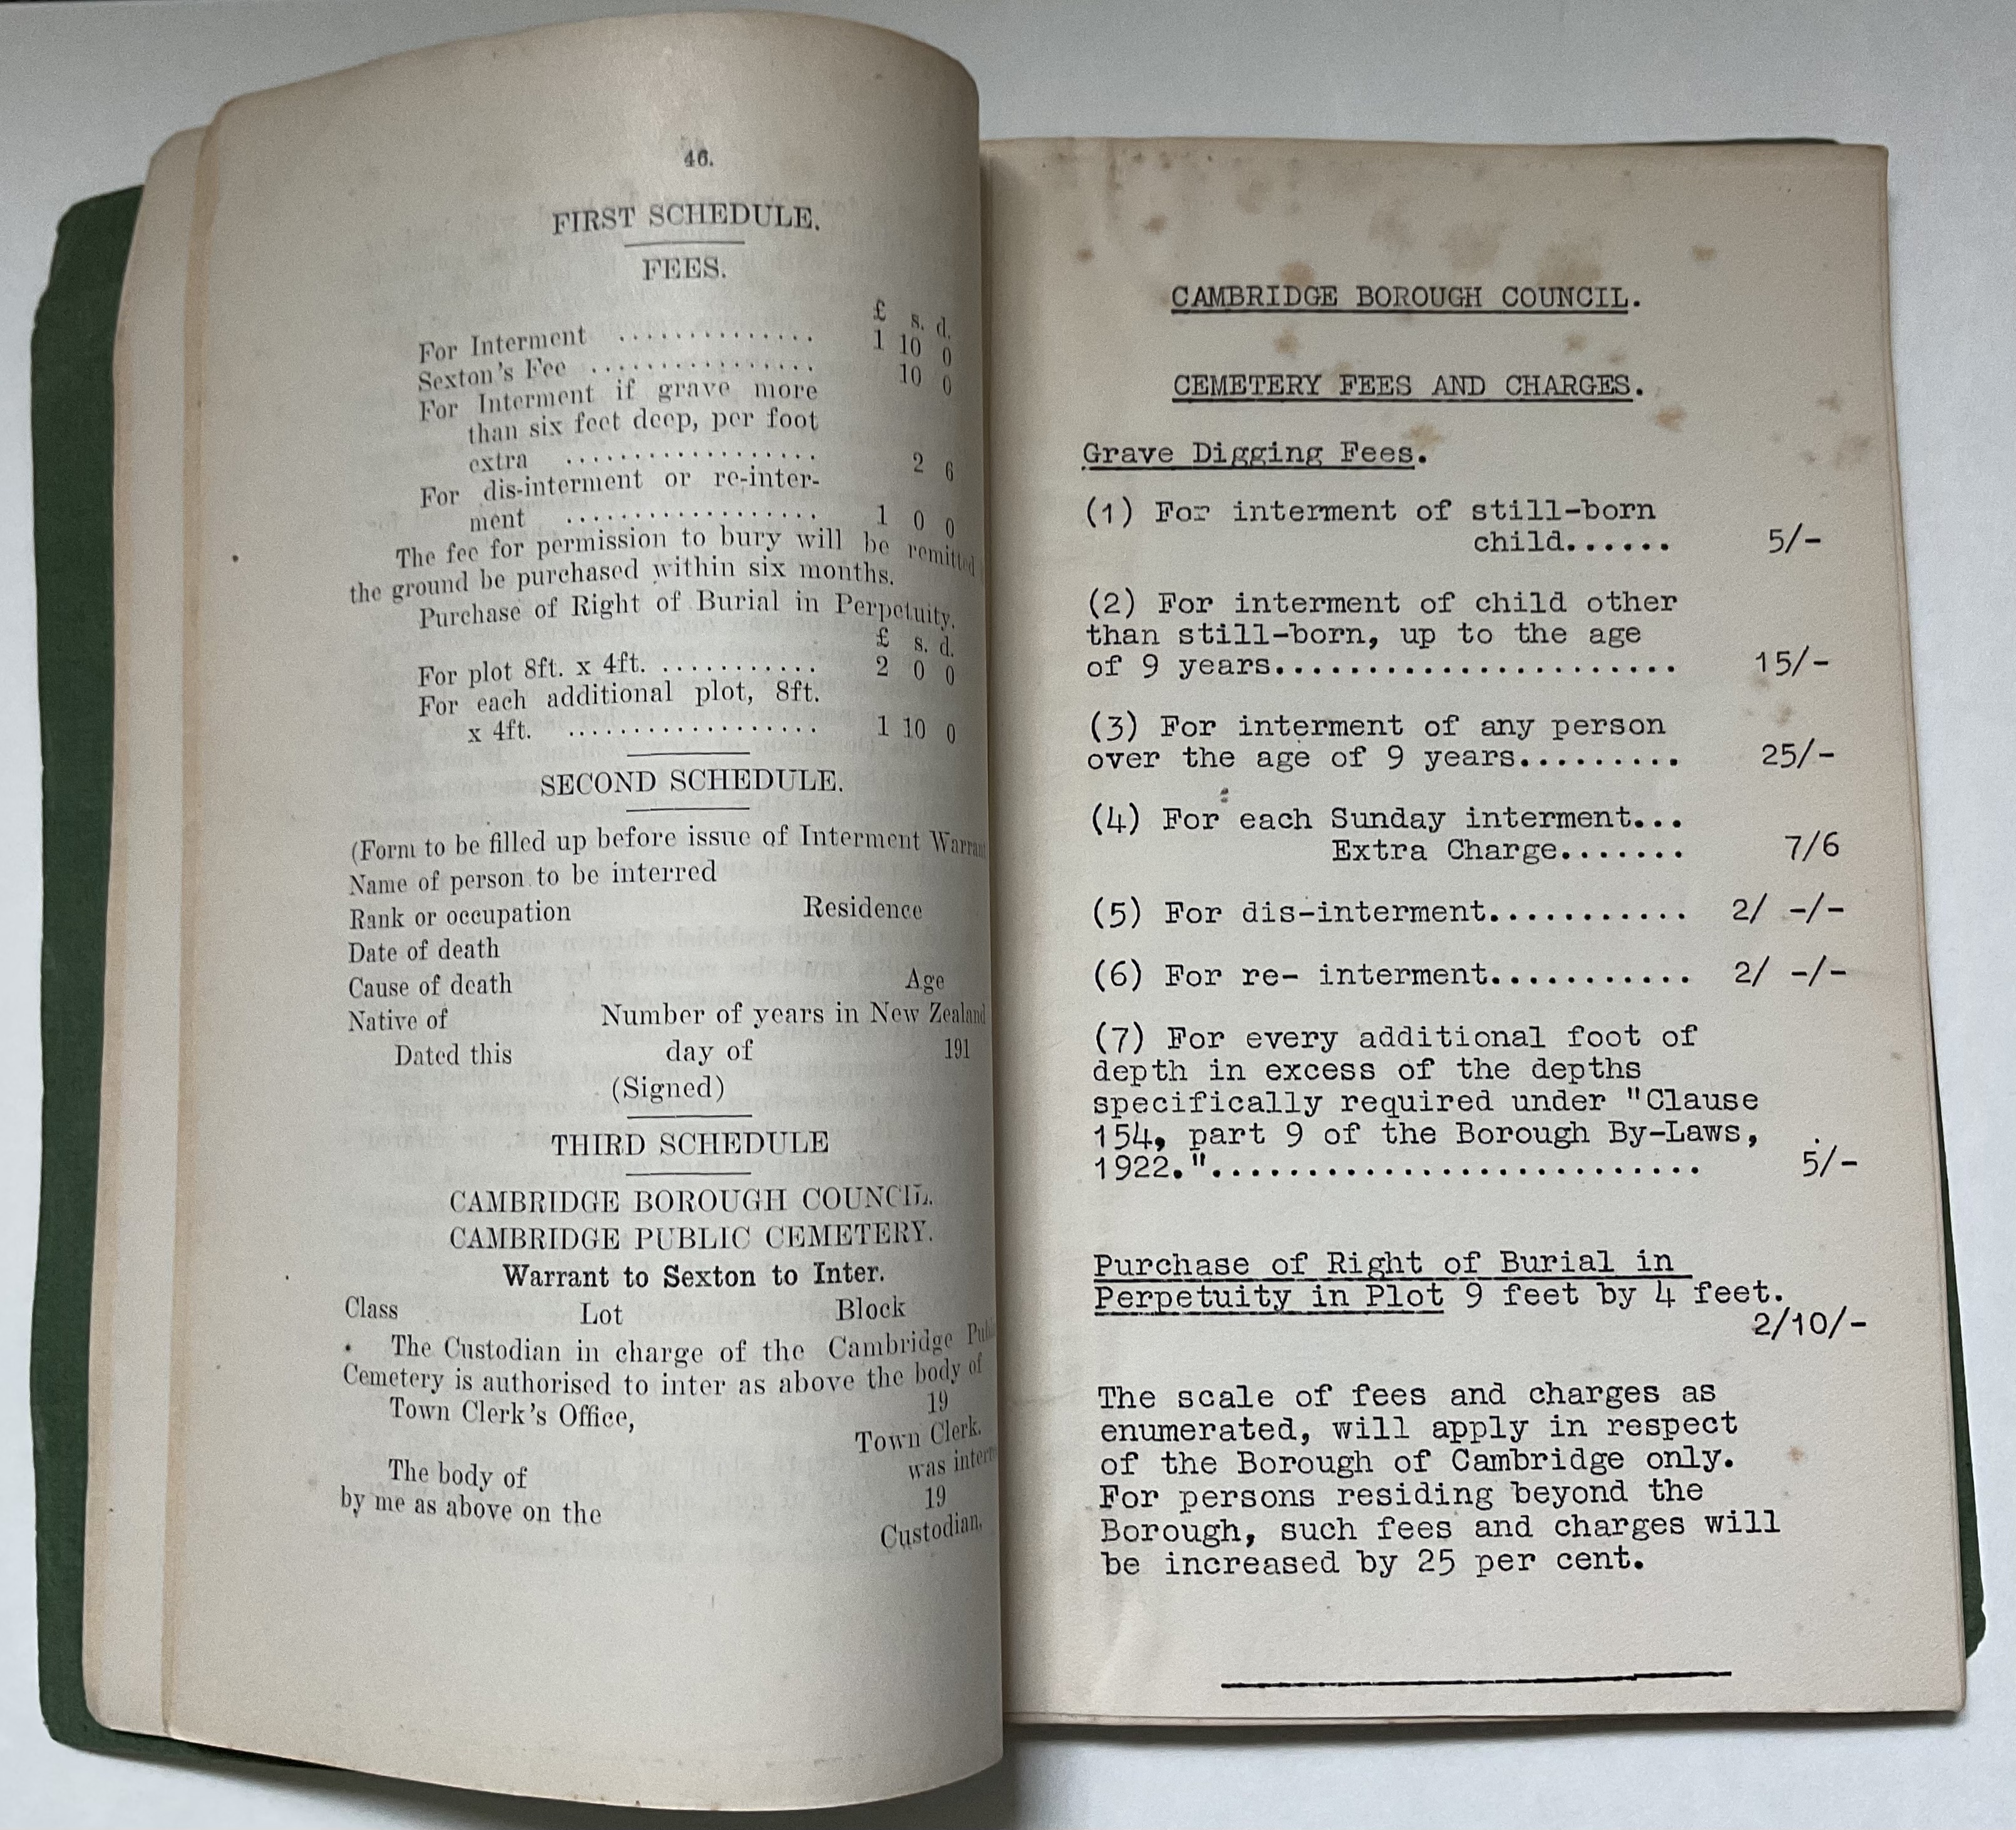 46.
FIRST SCHEDULE.
FEES.
£ s. d.
For Interment .............. 1 10 0
Sexton's Fee ................ 10 0
For Interment if grave more
than six feet deep, per foot
extra .................. 2 6
For dis-interment or re-inter-
ment .................. 1 0 0
The fee for permission to bury will be remitted
the ground be purchased within six months.
Purchase of Right of Burial in Perpetuity.
£ s. d.
For plot 8ft. x 4ft. ........... 2 0 0
For each additional plot, 8ft.
x 4ft. .................. 1 10 0
SECOND SCHEDULE.
(Form to be filled up before issue of Interment
Name of person to be interred
Rank or occupation Residence
Date of death
Cause of death Age
Native of Number of years in New Zealand
Dated this day of 191
(Signed)
THIRD SCHEDULE
CAMBRIDGE BOROUGH COUNCIL.
CAMBRIDGE PUBLIC CEMETERY.
Warrant to Sexton to Inter.
Class Lot Block
The Custodian in charge of the Cambridge
Cemetery is authorised to inter as above the body of
Town Clerk's Office, 19
Town Clerk.
The body of was
by me as above on the 19
Custodian.
CAMBRIDGE BOROUGH COUNCIL.
CEMETERY FEES AND CHARGES.
Grave Digging Fees.
(1) For interment of still-born
child...... 5/-
(2) For interment of child other
than still-born, up to the age
of 9 years..................... 15/-
(3) For interment of any person
over the age of 9 years......... 25/-
(4) For each Sunday interment...
Extra Charge....... 7/6
(5) For dis-interment........... 2/ -/-
(6) For re- interment........... 2/ -/-
(7) For every additional foot of
depth in excess of the depths
specifically required under "Clause
154, part 9 of the Borough By-Laws,
1922."......................... 5/-
Purchase of Right of Burial in
Perpetuity in Plot 9 feet by 4 feet.
2/10/-
The scale of fees and charges as
enumerated, will apply in respect
of the Borough of Cambridge only.
For persons residing beyond the
Borough, such fees and charges will
be increased by 25 per cent.